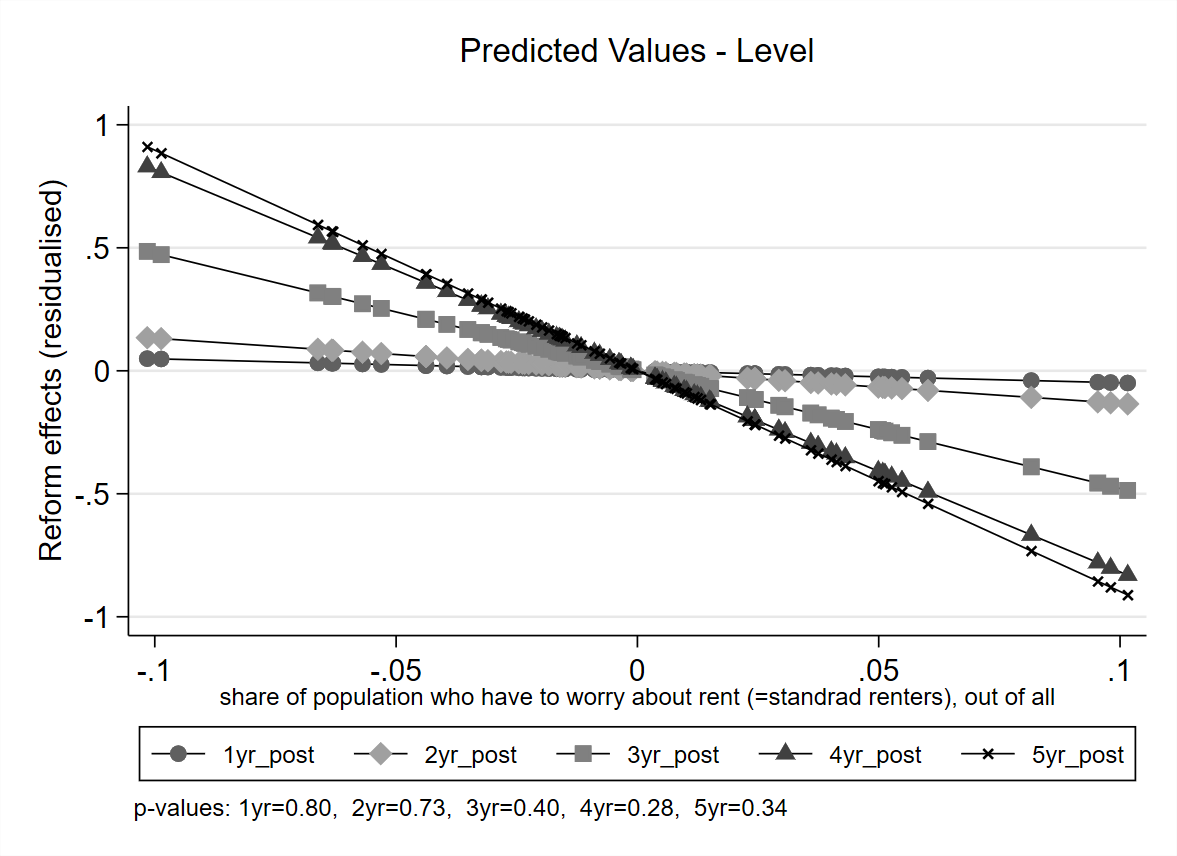 Predicted Values - Level
Reform effects (residualised)
1
.5
0
-.5
-1
-.1
-.05
0
.05
.1
share of population who have to worry about rent (=standrad renters), out of all
1yr_post
2yr_post
3yr_post
4yr_post
5yr_post
p-values: 1yr=0.80,  2yr=0.73,  3yr=0.40,  4yr=0.28,  5yr=0.34